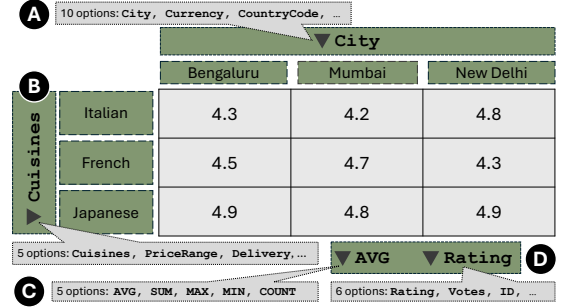 A
10 options: City, Currency, CountryCode, …
City
B
Bengaluru Mumbai New Delhi
Cuisines
Italian 4.3 4.2 4.8
French 4.5 4.7 4.3
Japanese 4.9 4.8 4.9
5 options: Cuisines, PriceRange, Delivery, …
AVG Rating
D
C
5 options: AVG, SUM, MAX, MIN, COUNT
6 options: Rating, Votes, ID, …